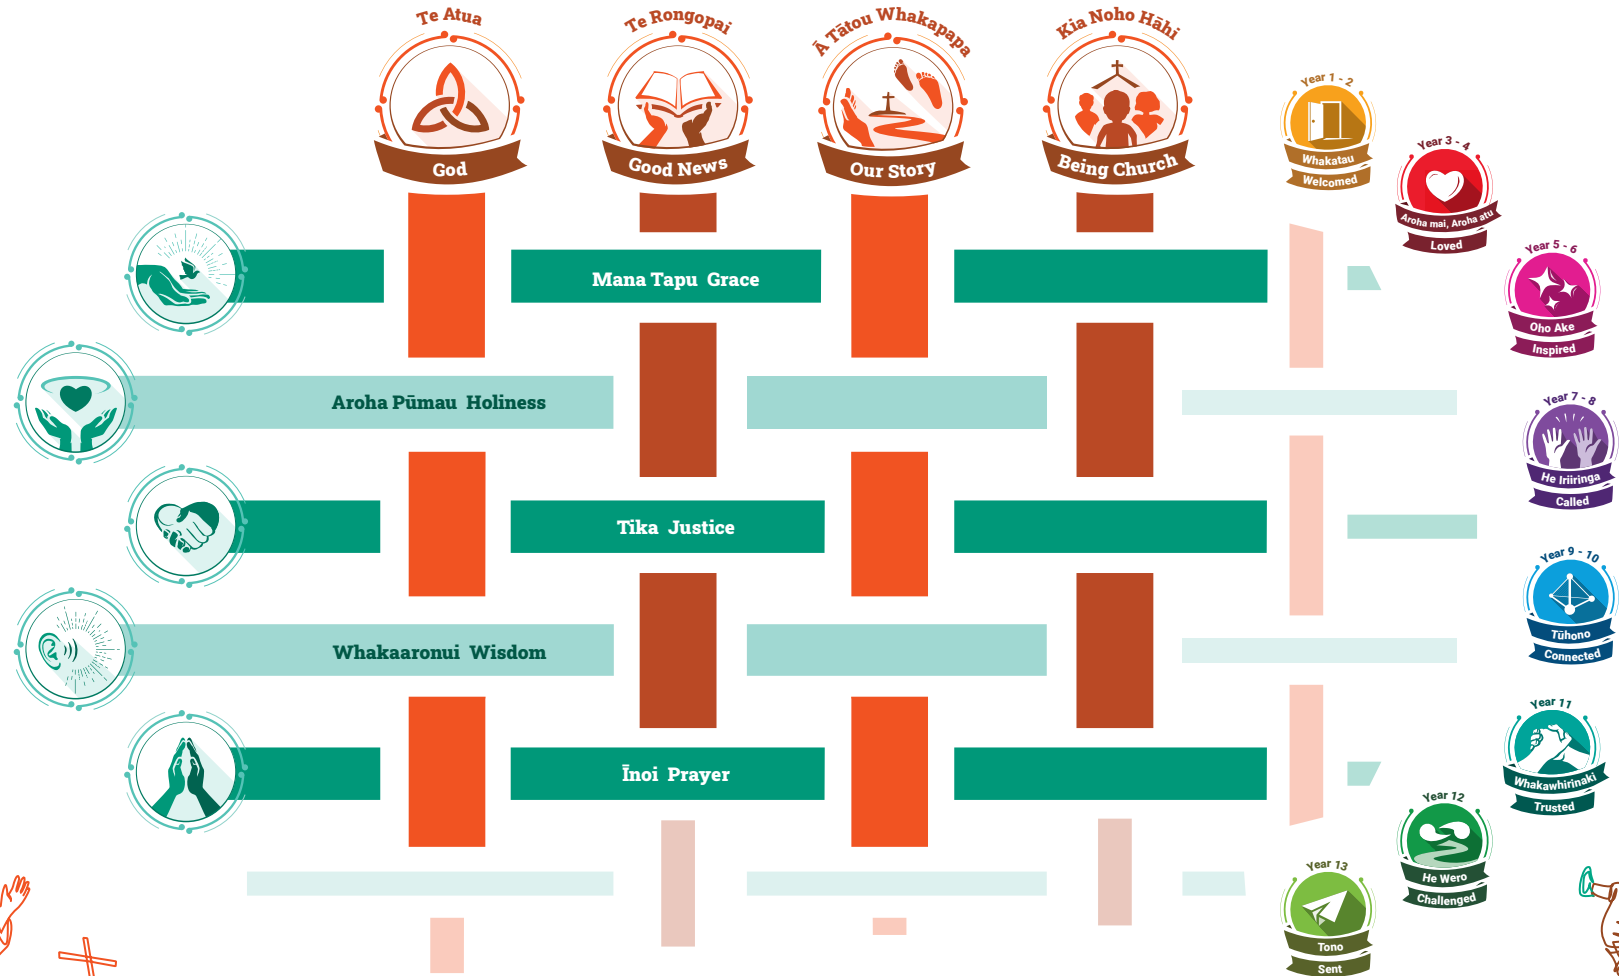 Te Atua
God
Te Rongopai
Good News
Ā Tātou Whakapapa
Our Story
Kia Noho Hāhi
Being Church
Mana Tapu Grace
Aroha Pūmau Holiness
Tika Justice
Whakaaronui Wisdom
Īnoi Prayer
Year 1 - 2
Whakatau
Welcomed
Year 3 - 4
Aroha mai, Aroha atu
Loved
Year 5 - 6
Oho Ake
Inspired
Year 7 - 8
He Iriiringa
Called
Year 9 - 10
Tūhono
Connected
Year 11
Whakawhirinaki
Trusted
Year 12
He Wero
Challenged
Year 13
Tono
Sent